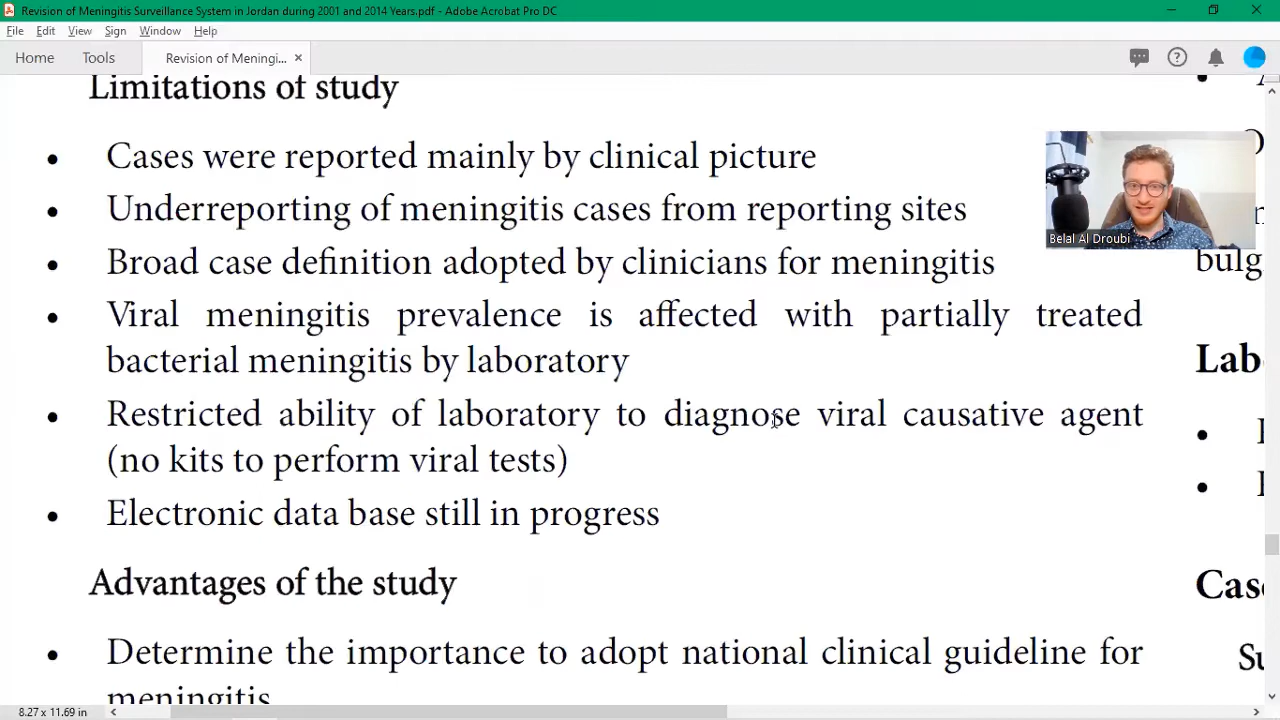 Revision of Meningitis Surveillance System in Jordan during 2001 and 2014 Years.pdf - Adobe Acrobat Pro DC
File Edit View Sign Window Help
Home Tools Revision of Meningi... ×
Limitations of study
• Cases were reported mainly by clinical picture
• Underreporting of meningitis cases from reporting sites
• Broad case definition adopted by clinicians for meningitis
• Viral meningitis prevalence is affected with partially treated
bacterial meningitis by laboratory
• Restricted ability of laboratory to diagnose viral causative agent
(no kits to perform viral tests)
• Electronic data base still in progress
Advantages of the study
• Determine the importance to adopt national clinical guideline for
meningitis
Belal Al Droubi
bulg
Lab
Cas
Su
8.27 x 11.69 in